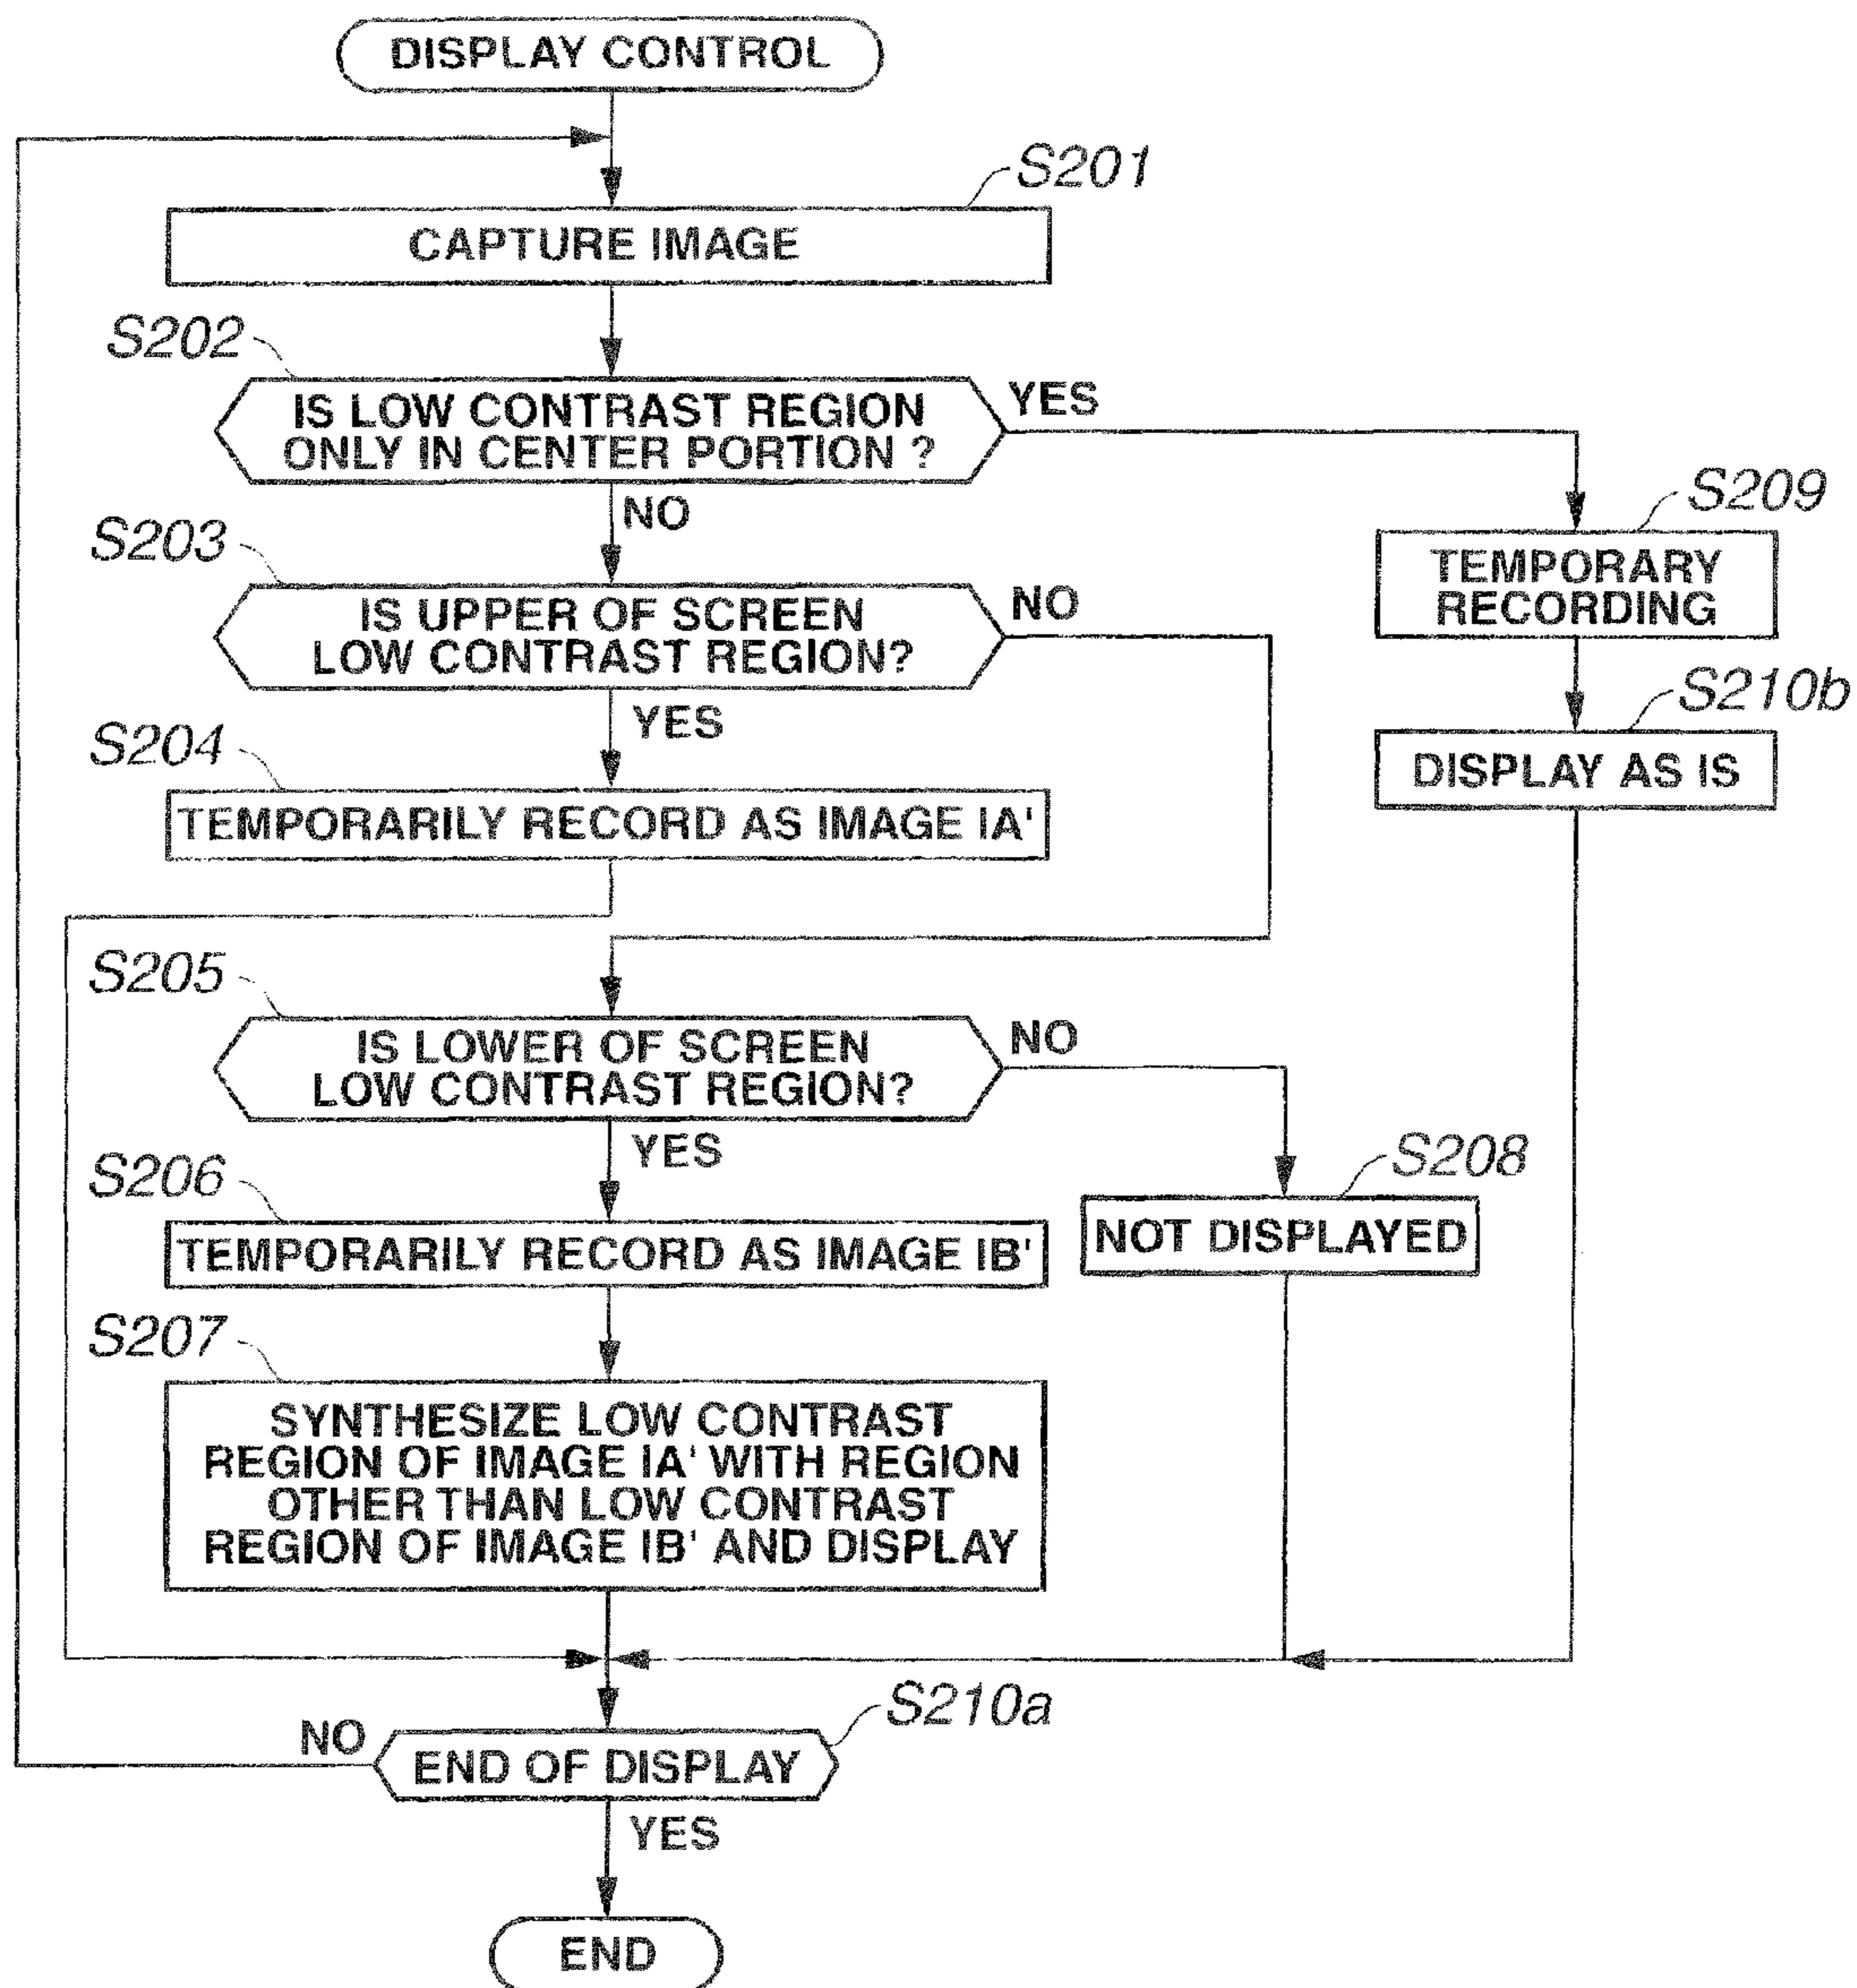 DISPLAY CONTROL
S201
CAPTURE IMAGE
S202
IS LOW CONTRAST REGION
ONLY IN CENTER PORTION ?
YES
NO
S209
TEMPORARY
RECORDING
S203
IS UPPER OF SCREEN
LOW CONTRAST REGION?
NO
YES
S210b
DISPLAY AS IS
S204
TEMPORARILY RECORD AS IMAGE IA'
S205
IS LOWER OF SCREEN
LOW CONTRAST REGION?
NO
YES
S208
NOT DISPLAYED
S206
TEMPORARILY RECORD AS IMAGE IB'
S207
SYNTHESIZE LOW CONTRAST
REGION OF IMAGE IA' WITH REGION
OTHER THAN LOW CONTRAST
REGION OF IMAGE IB' AND DISPLAY
S210a
NO
END OF DISPLAY
YES
END